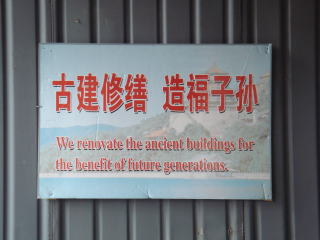 古建修缮 造福子孙
We renovate the ancient buildings for
the benefit of future generations.